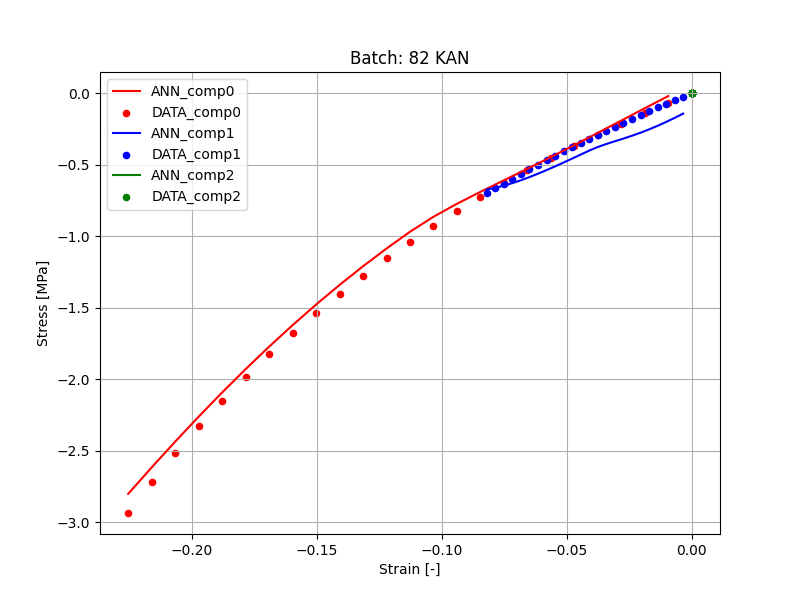 Batch: 82 KAN
ANN_comp0
DATA_comp0
ANN_comp1
DATA_comp1
ANN_comp2
DATA_comp2
0.0
−0.5
−1.0
−1.5
−2.0
−2.5
−3.0
Stress [MPa]
−0.20
−0.15
−0.10
−0.05
0.00
Strain [-]